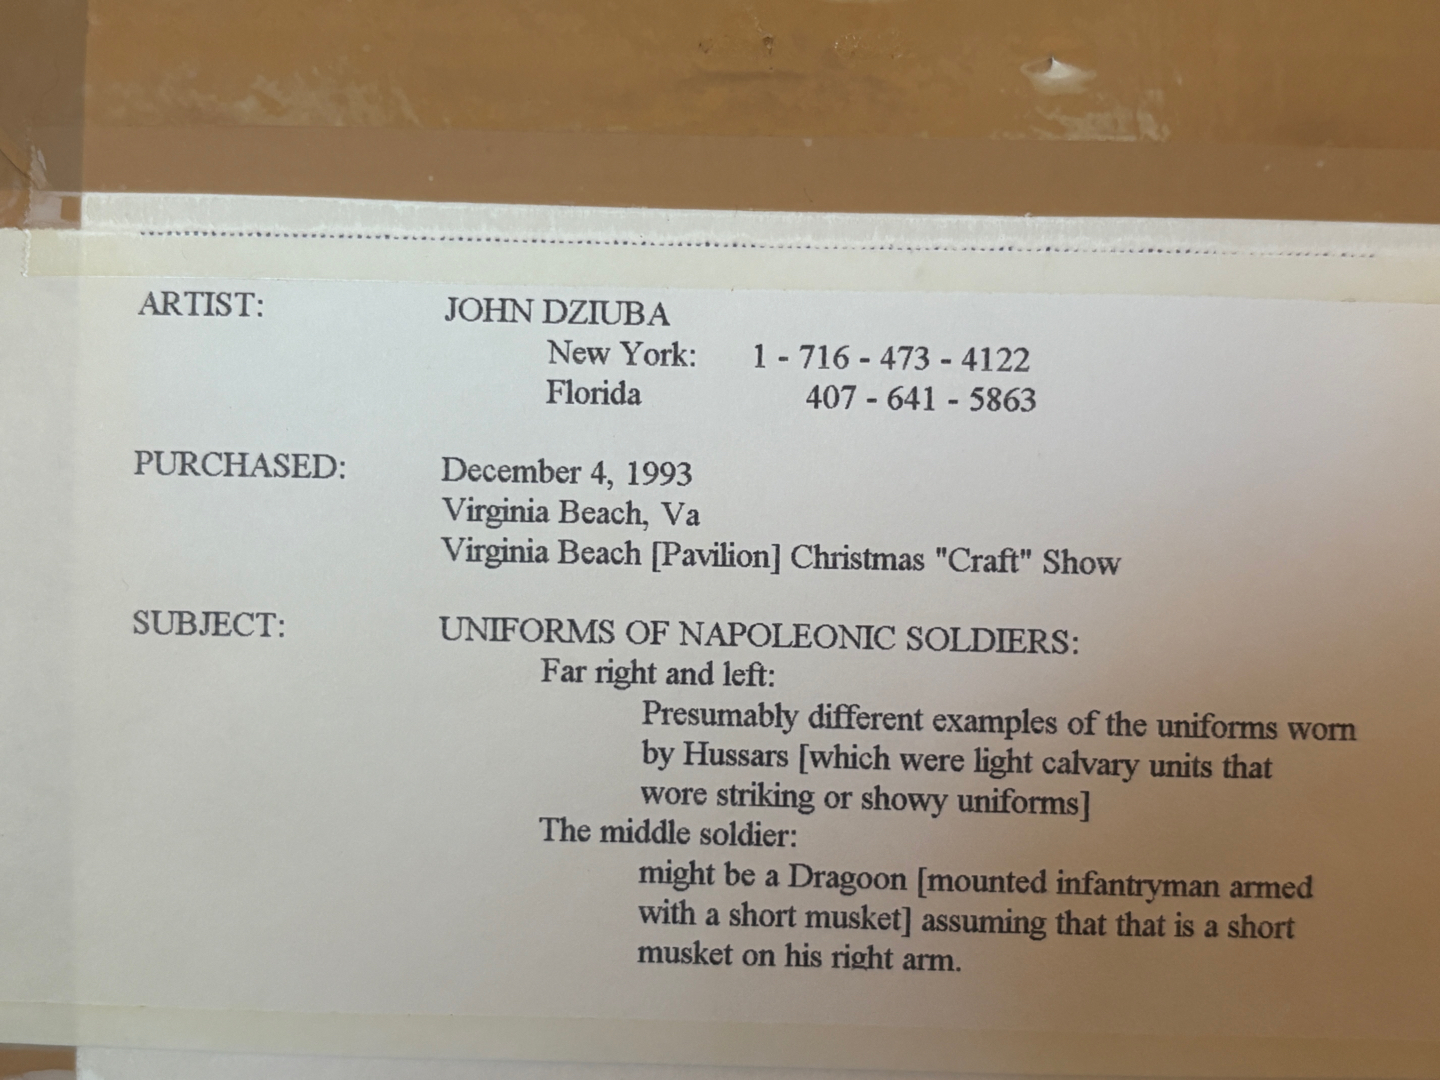 ARTIST: JOHN DZIUBA
New York: 1 - 716 - 473 - 4122
Florida 407 - 641 - 5863
PURCHASED: December 4, 1993
Virginia Beach, Va
Virginia Beach [Pavilion] Christmas "Craft" Show
SUBJECT: UNIFORMS OF NAPOLEONIC SOLDIERS:
Far right and left:
Presumably different examples of the uniforms worn
by Hussars [which were light calvary units that
wore striking or showy uniforms]
The middle soldier:
might be a Dragoon [mounted infantryman armed
with a short musket] assuming that that is a short
musket on his right arm.